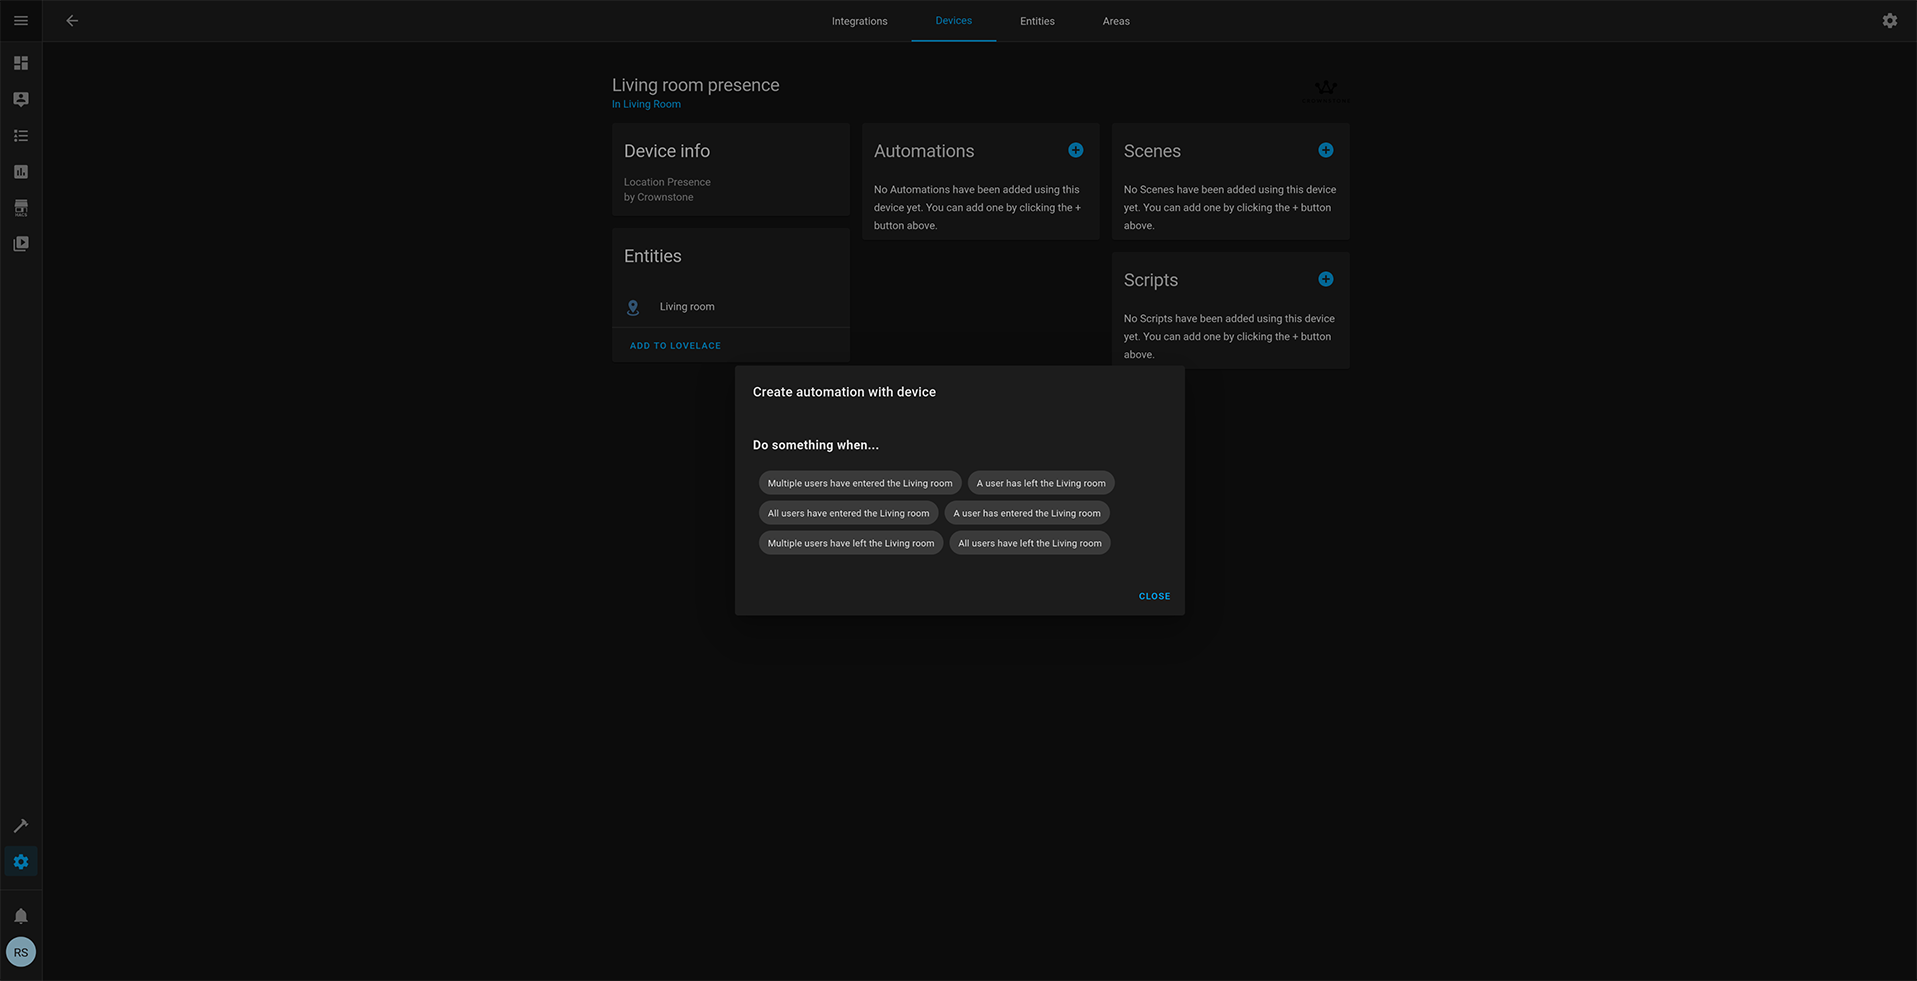 Integrations
Devices
Entities
Areas
Living room presence
In Living Room
Device info
Location Presence
by Crownstone
Entities
Living room
ADD TO LOVELACE
Automations
No Automations have been added using this
device yet. You can add one by clicking the +
button above.
Scenes
No Scenes have been added using this device
yet. You can add one by clicking the + button
above.
Scripts
No Scripts have been added using this device
yet. You can add one by clicking the + button
above.
Create automation with device
Do something when...
Multiple users have entered the Living room
A user has left the Living room
All users have entered the Living room
A user has entered the Living room
Multiple users have left the Living room
All users have left the Living room
CLOSE
HACS
RS